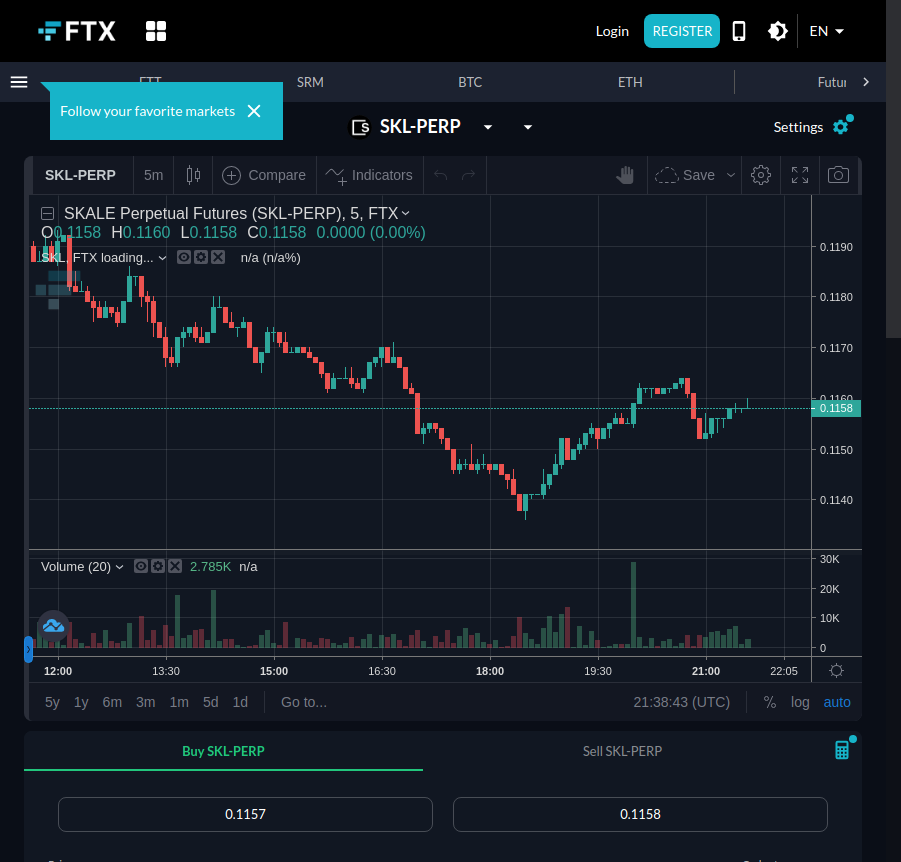 FTX
Login
REGISTER
EN
FTT
SRM
BTC
ETH
Futur
Follow your favorite markets
SKL-PERP
Settings
SKL-PERP
5m
Compare
Indicators
Save
SKALE Perpetual Futures (SKL-PERP), 5, FTX
O0.1158 H0.1160 L0.1158 C0.1158 0.0000 (0.00%)
SKL, FTX loading...
n/a (n/a%)
0.1190
0.1180
0.1170
0.1160
0.1158
0.1150
0.1140
Volume (20)
2.785K n/a
30K
20K
10K
0
12:00
13:30
15:00
16:30
18:00
19:30
21:00
22:05
5y 1y 6m 3m 1m 5d 1d
Go to...
21:38:43 (UTC)
%
log
auto
Buy SKL-PERP
Sell SKL-PERP
0.1157
0.1158